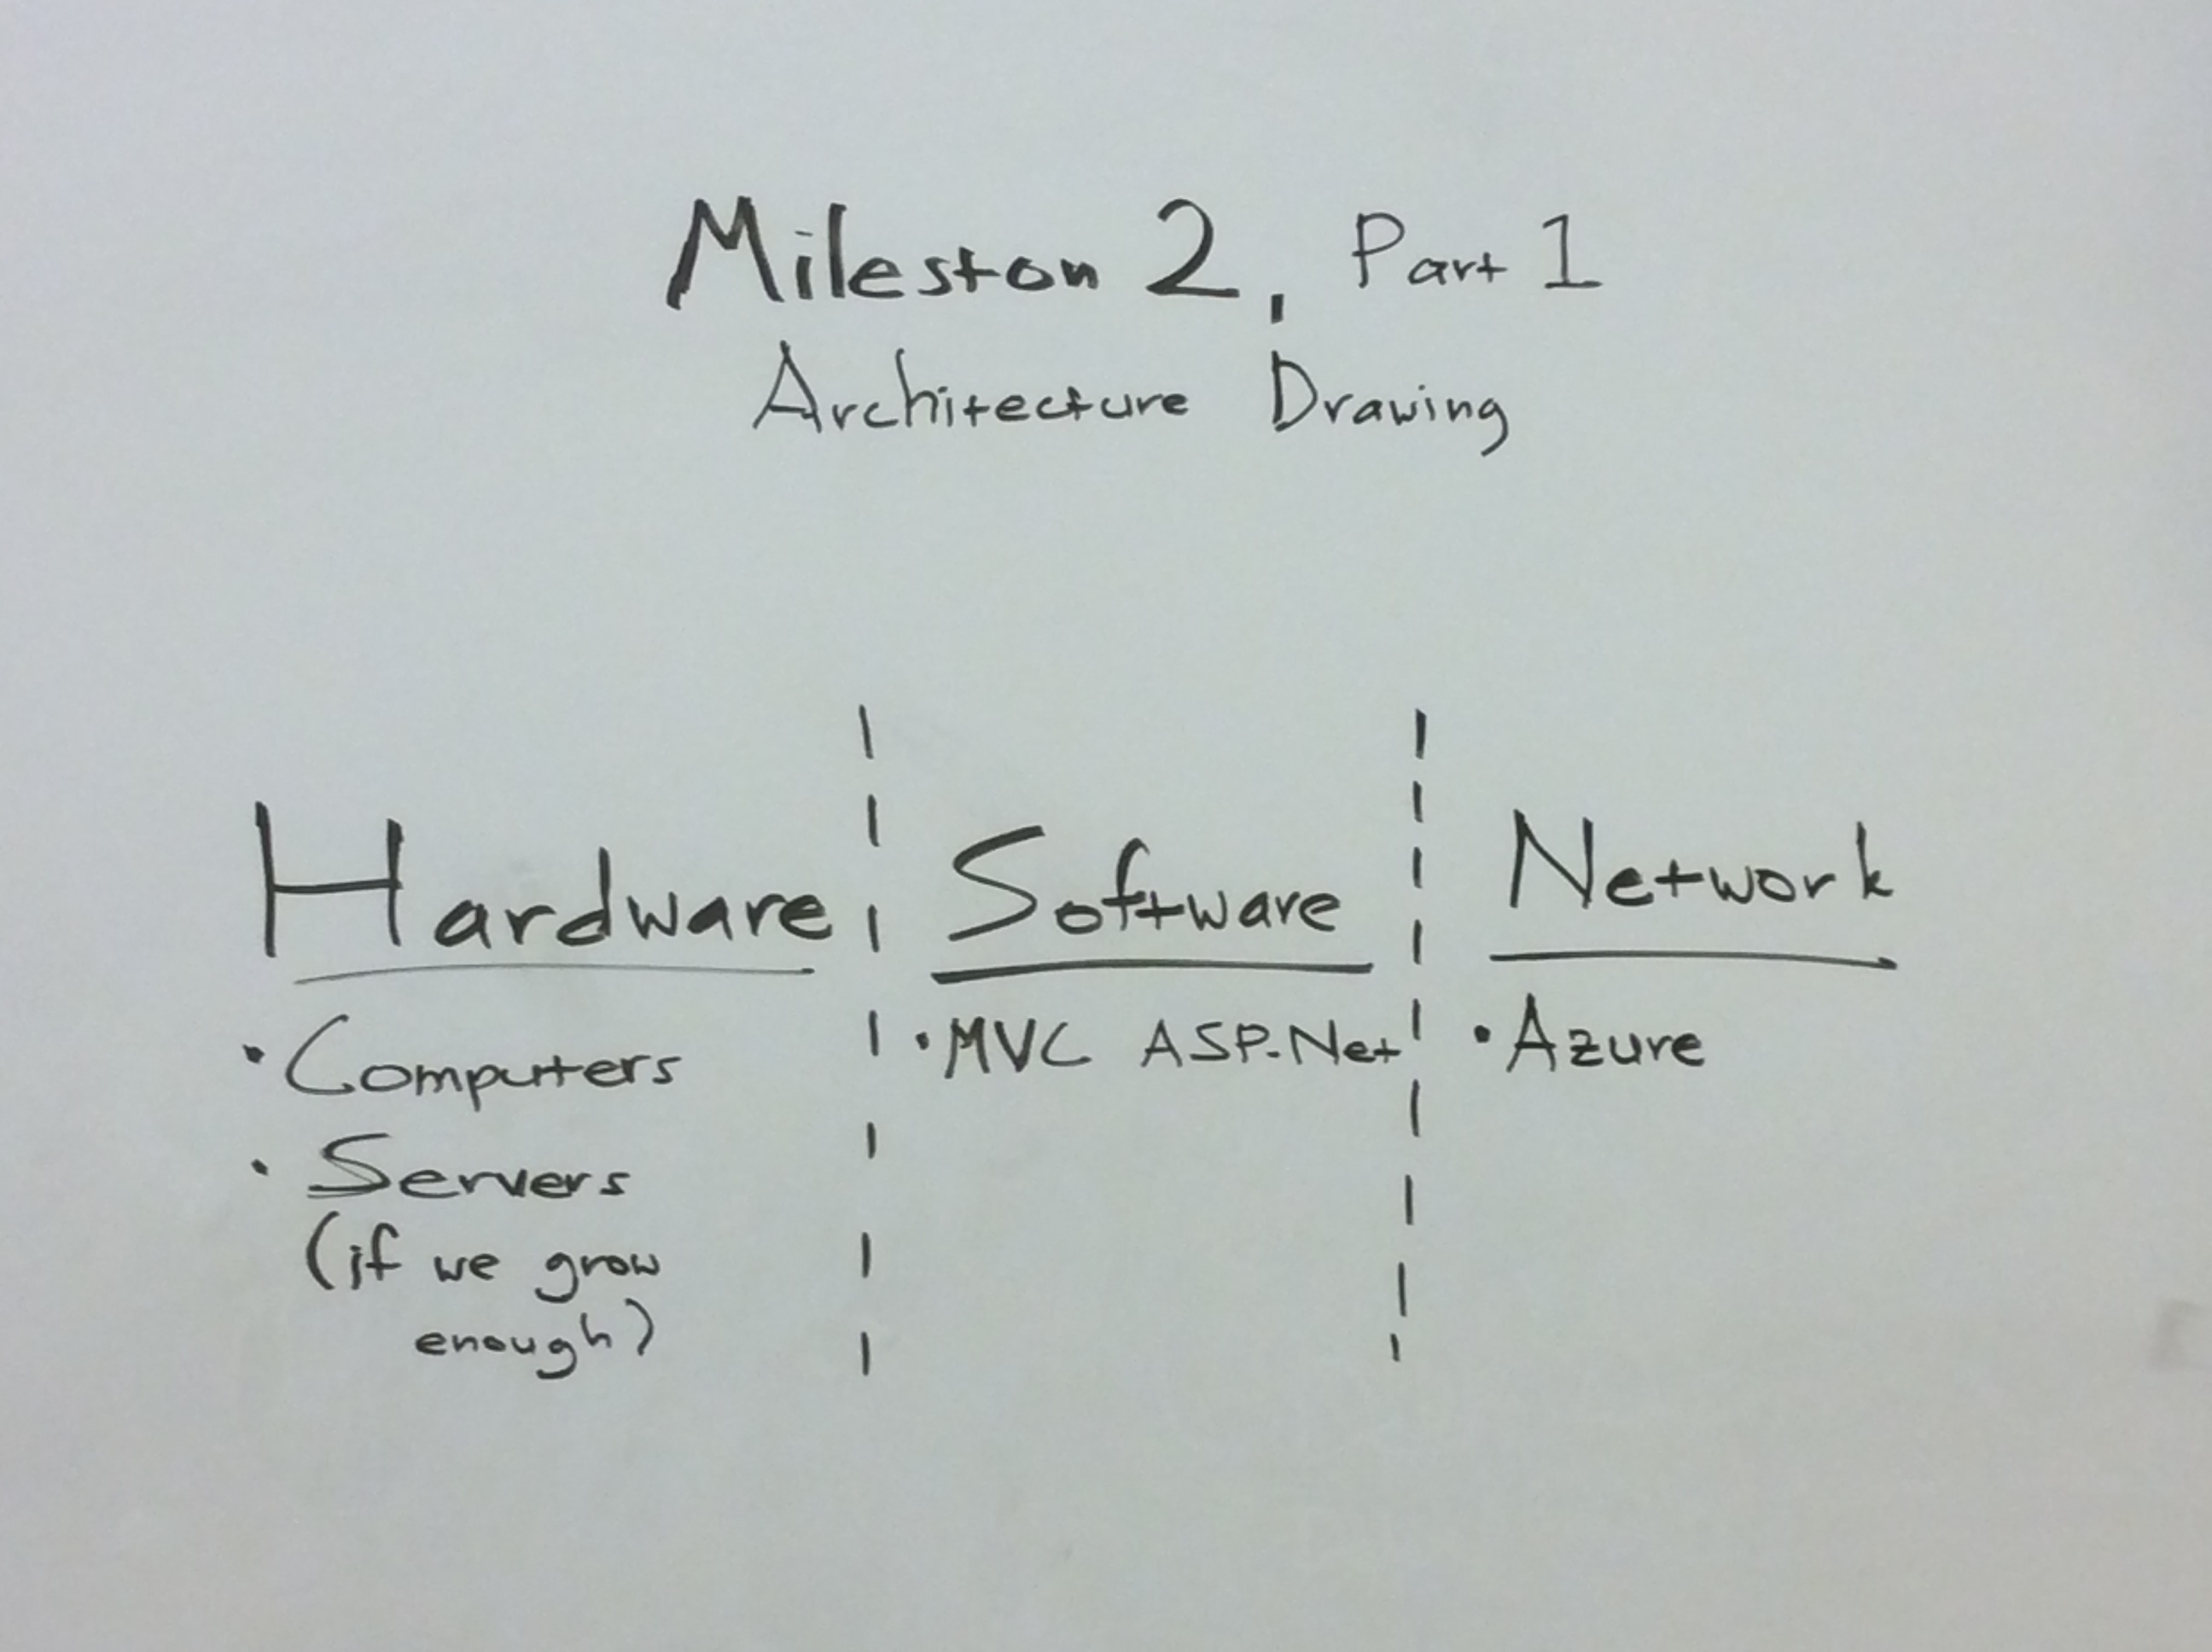 Mileston 2, Part 1
Architecture Drawing
Hardware
• Computers
• Servers
(if we grow
enough)
Software
• MVC ASP.Net
Network
• Azure